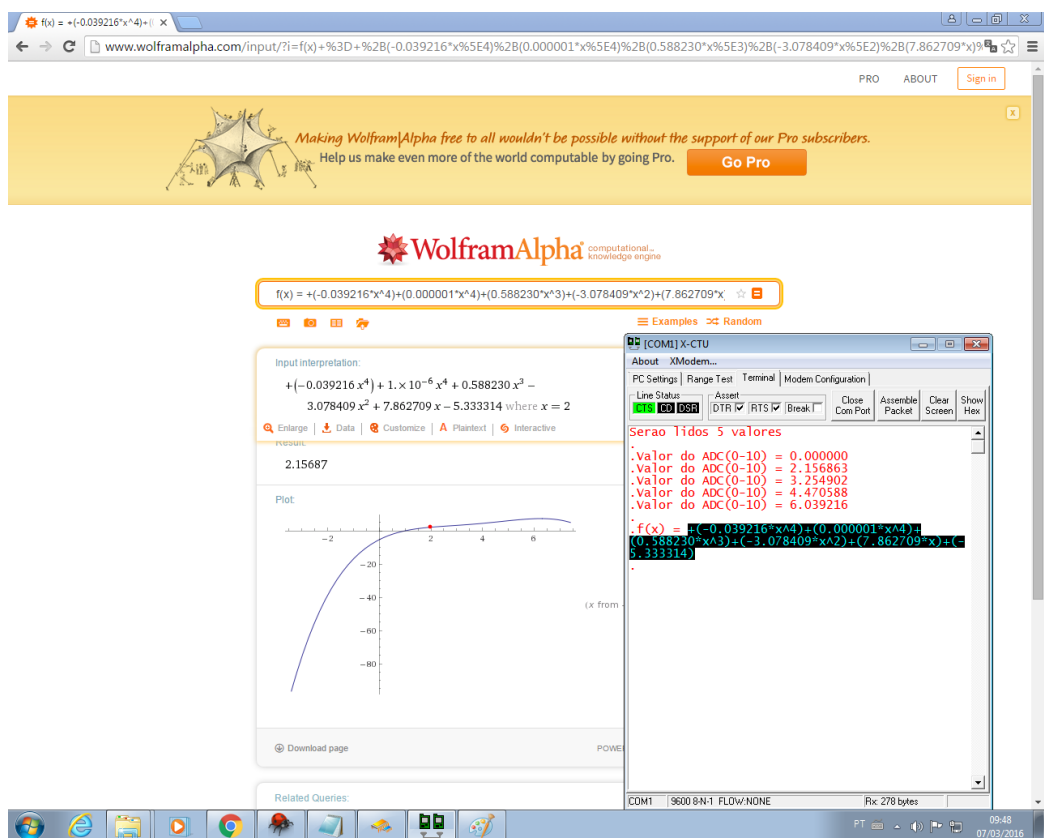 f(x) = +(-0.039216*x^4)+(
www.wolframalpha.com/input/?i=f(x)+%3D+%2B(-0.039216*x%5E4)%2B(0.000001*x%5E4)%2B(0.588230*x%5E3)%2B(-3.078409*x%5E2)%2B(7.862709*x)%
PRO ABOUT Sign in
Making Wolfram|Alpha free to all wouldn't be possible without the support of our Pro subscribers.
Help us make even more of the world computable by going Pro. Go Pro
WolframAlpha computational...
knowledge engine
f(x) = +(-0.039216*x^4)+(0.000001*x^4)+(0.588230*x^3)+(-3.078409*x^2)+(7.862709*x)
Examples Random
Input interpretation:
+(-0.039216 x^4) + 1. × 10^-6 x^4 + 0.588230 x^3 −
3.078409 x^2 + 7.862709 x − 5.333314 where x = 2
Enlarge | Data | Customize | A Plaintext | Interactive
Result:
2.15687
Plot:
-2 2 4 6
-20
-40
-60
-80
(x from -
Download page POWE
Related Queries:
[COM1] X-CTU
About XModem...
PC Settings | Range Test Terminal | Modem Configuration |
Line Status Assert
CTS CD DSR DTR RTS Break
Close Com Port
Assemble Packet
Clear Screen
Show Hex
Serao lidos 5 valores
.
.Valor do ADC(0-10) = 0.000000
.Valor do ADC(0-10) = 2.156863
.Valor do ADC(0-10) = 3.254902
.Valor do ADC(0-10) = 4.470588
.Valor do ADC(0-10) = 6.039216
.
.f(x) = +(-0.039216*x^4)+(0.000001*x^4)+
(0.588230*x^3)+(-3.078409*x^2)+(7.862709*x)+(-
5.333314)
.
COM1 9600 8-N-1 FLOW:NONE Rx: 278 bytes
PT 09:48
07/03/2016